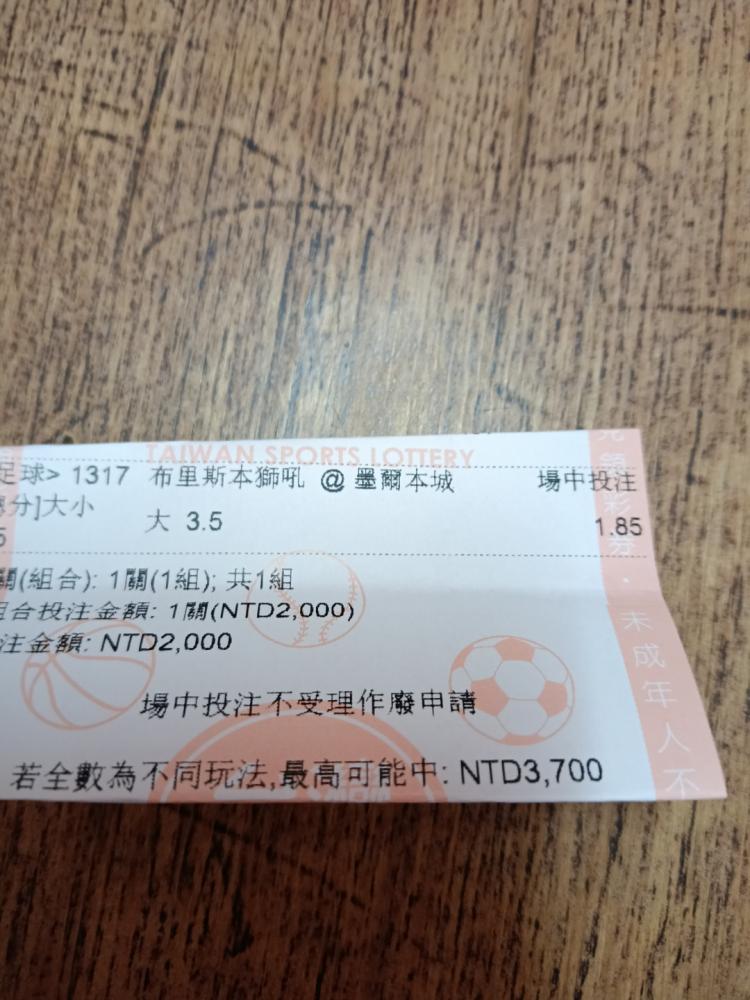 TAIWAN SPORTS LOTTERY
足球> 1317 布里斯本獅吼 @ 墨爾本城 場中投注
分]大小
大 3.5 1.85
5
關(組合): 1關(1組); 共1組
組合投注金額: 1關(NTD2,000)
注金額: NTD2,000
場中投注不受理作廢申請
若全數為不同玩法,最高可能中: NTD3,700
彩券・未成年人不